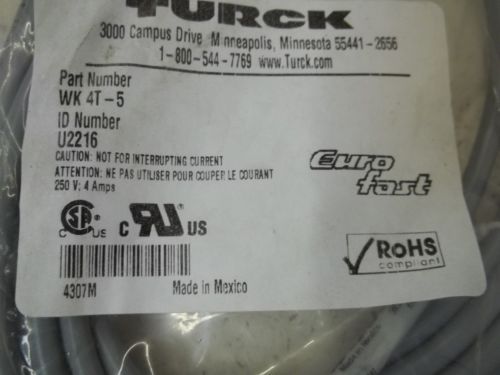 TURCK
3000 Campus Drive Minneapolis, Minnesota 55441-2656
1-800-544-7769 www.Turck.com
Part Number
WK 4T-5
ID Number
U2216
CAUTION: NOT FOR INTERRUPTING CURRENT
ATTENTION: NE PAS UTILISER POUR COUPER LE COURANT
250 V; 4 Amps
Euro
fast
C US
C RU US
RoHS
compliant
4307M
Made in Mexico